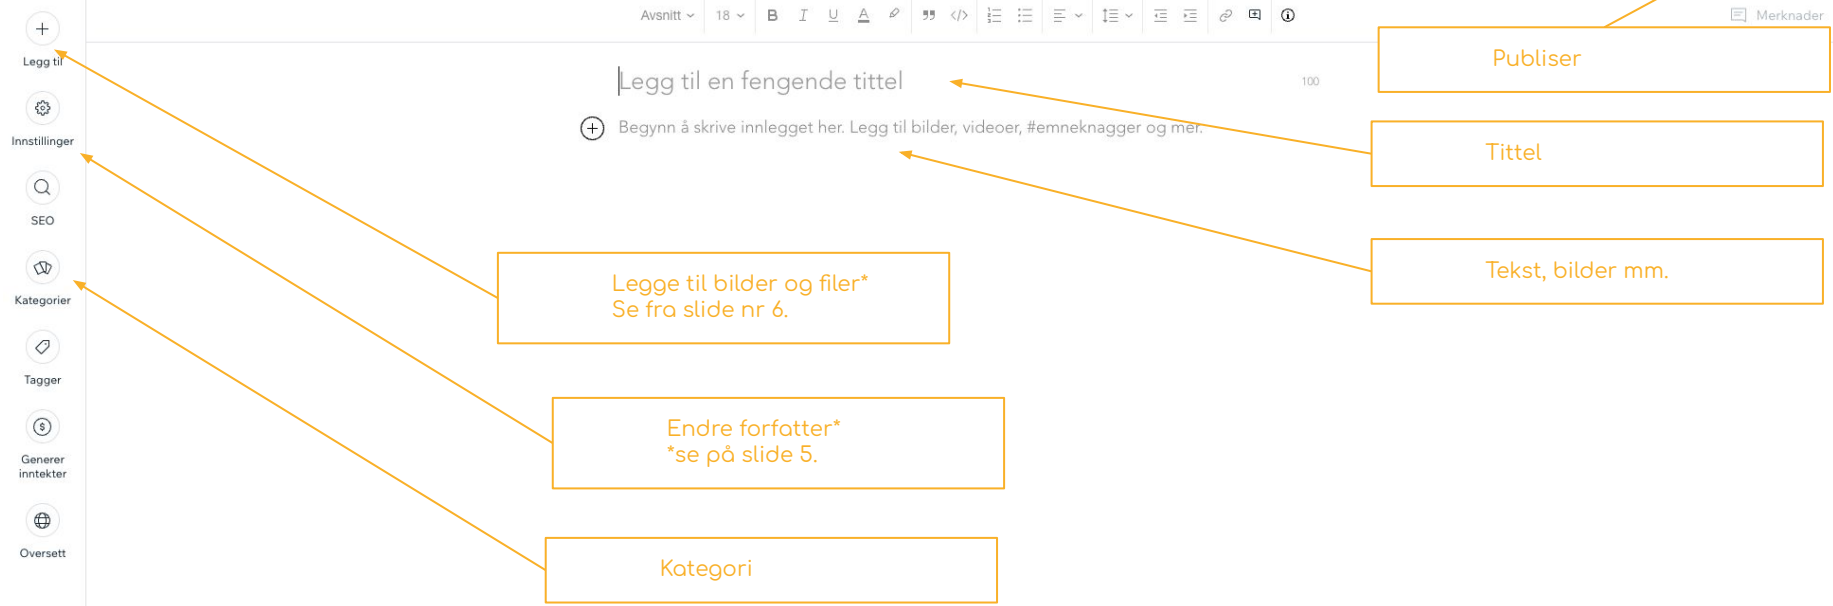 Avsnitt
18
B I U A
Merknader
Legg til
Publiser
Legg til en fengende tittel
100
Begynn å skrive innlegget her. Legg til bilder, videoer, #emneknagger og mer.
Innstillinger
Tittel
SEO
Tekst, bilder mm.
Kategorier
Legge til bilder og filer*
Se fra slide nr 6.
Tagger
Endre forfatter*
*se på slide 5.
Generer
inntekter
Oversett
Kategori